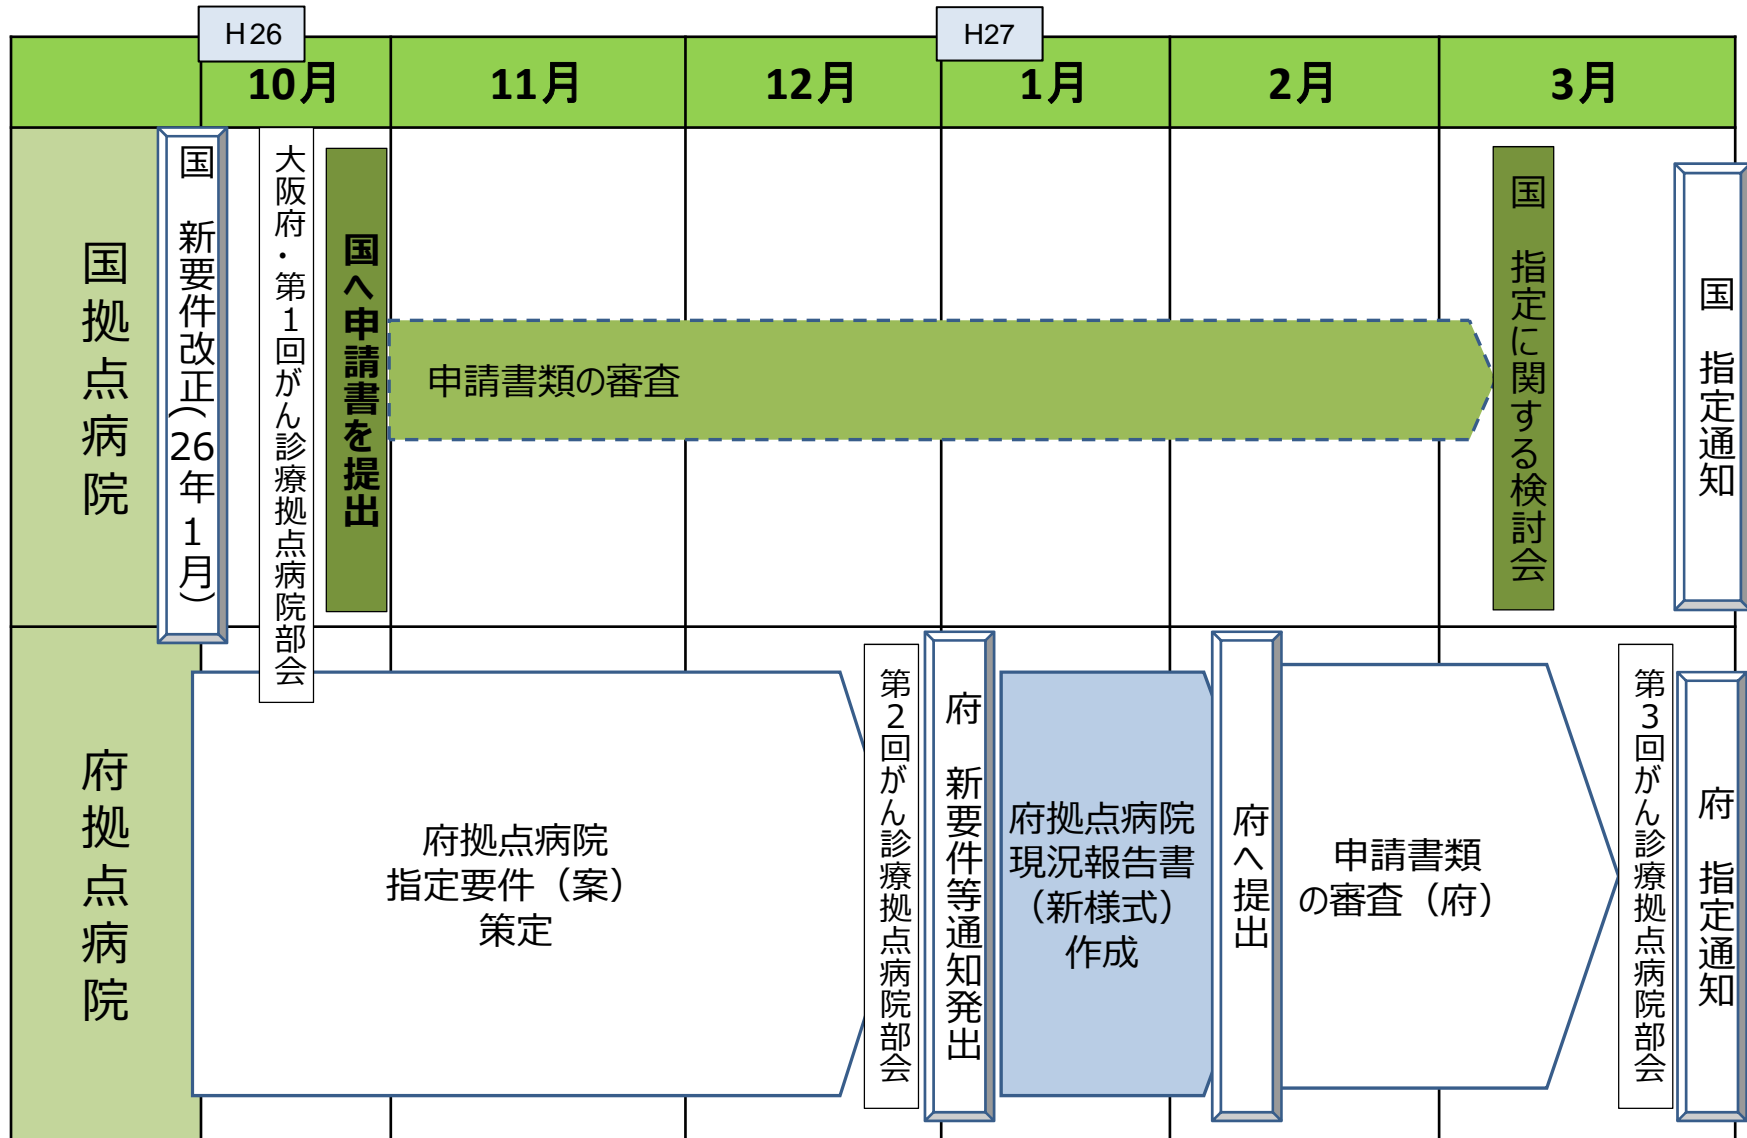 H26
H27
10月
11月
12月
1月
2月
3月
国拠点病院
国　新要件改正(26年1月)
大阪府・第1回がん診療拠点病院部会
国へ申請書を提出
申請書類の審査
国　指定に関する検討会
国　指定通知
府拠点病院
府拠点病院
指定要件（案）
策定
第2回がん診療拠点病院部会
府　新要件等通知発出
府拠点病院
現況報告書
（新様式）
作成
府へ提出
申請書類
の審査（府）
第3回がん診療拠点病院部会
府　指定通知